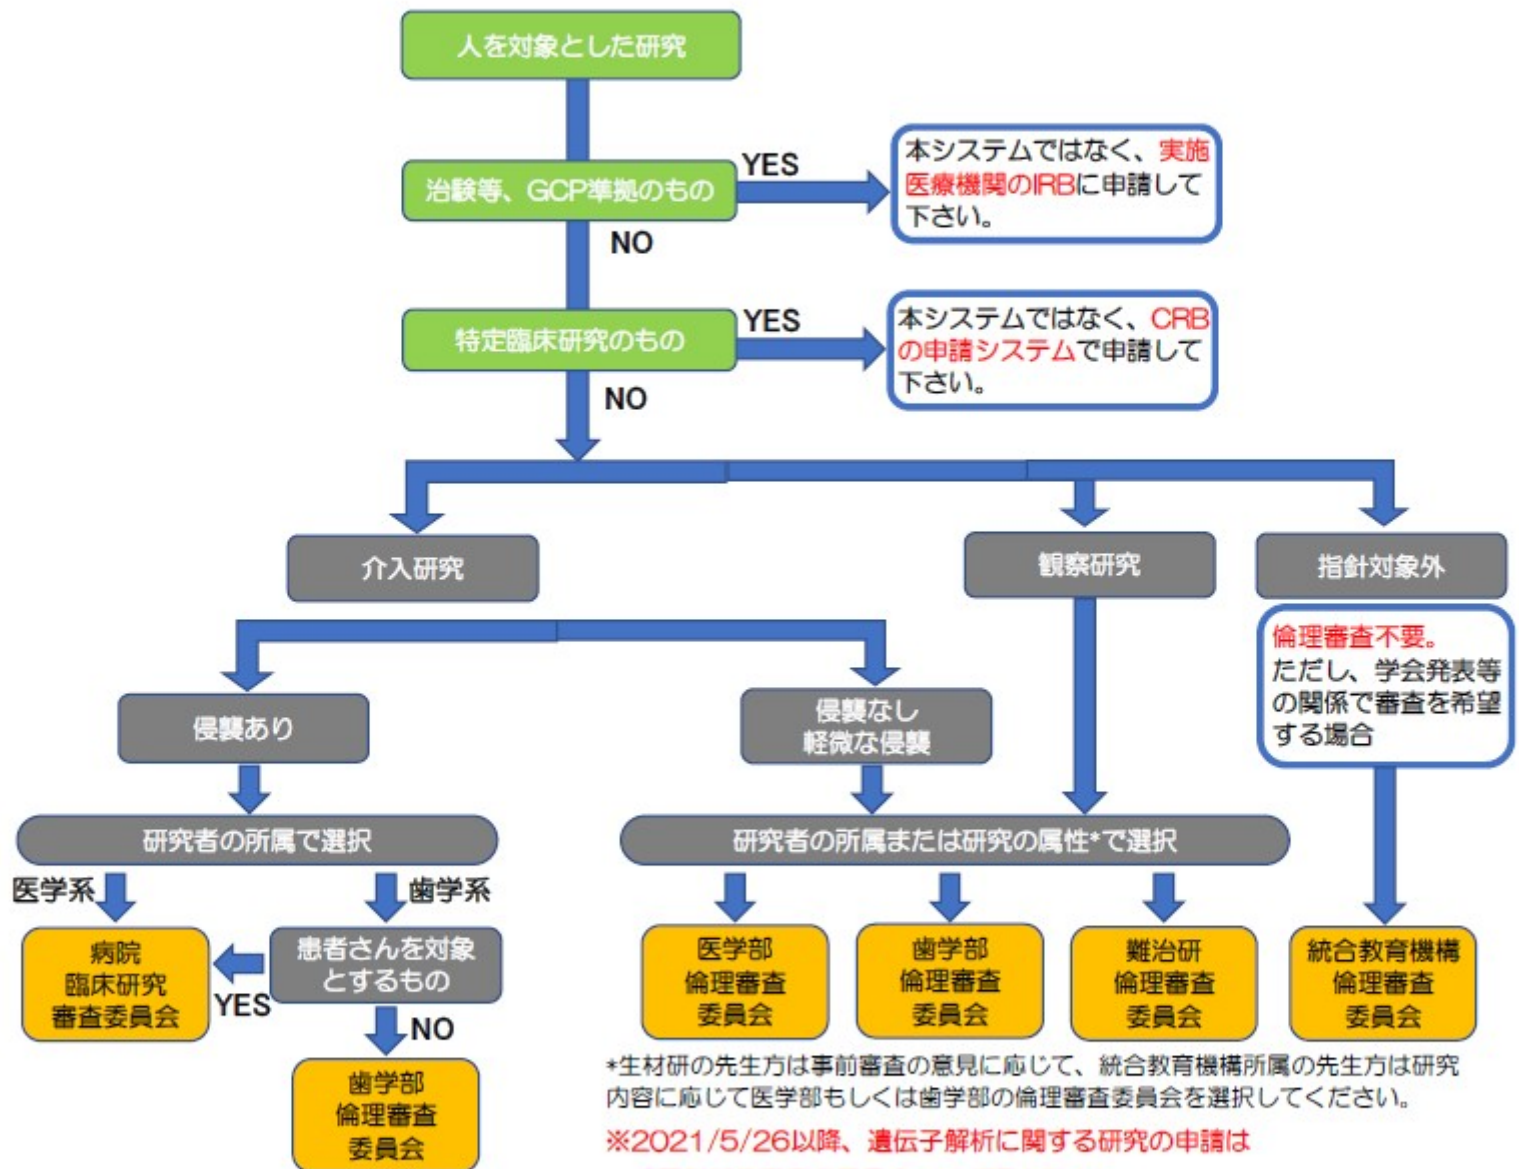 人を対象とした研究
治験等、GCP準拠のもの
YES
本システムではなく、実施
医療機関のIRBに申請して
下さい。
NO
特定臨床研究のもの
YES
本システムではなく、CRB
の申請システムで申請して
下さい。
NO
介入研究
観察研究
指針対象外
倫理審査不要。
ただし、学会発表等
の関係で審査を希望
する場合
侵襲あり
侵襲なし
軽微な侵襲
研究者の所属で選択
研究者の所属または研究の属性*で選択
医学系
歯学系
病院
臨床研究
審査委員会
YES
患者さんを対象
とするもの
NO
歯学部
倫理審査
委員会
医学部
倫理審査
委員会
歯学部
倫理審査
委員会
難治研
倫理審査
委員会
統合教育機構
倫理審査
委員会
*生材研の先生方は事前審査の意見に応じて、統合教育機構所属の先生方は研究
内容に応じて医学部もしくは歯学部の倫理審査委員会を選択してください。
※2021/5/26以降、遺伝子解析に関する研究の申請は